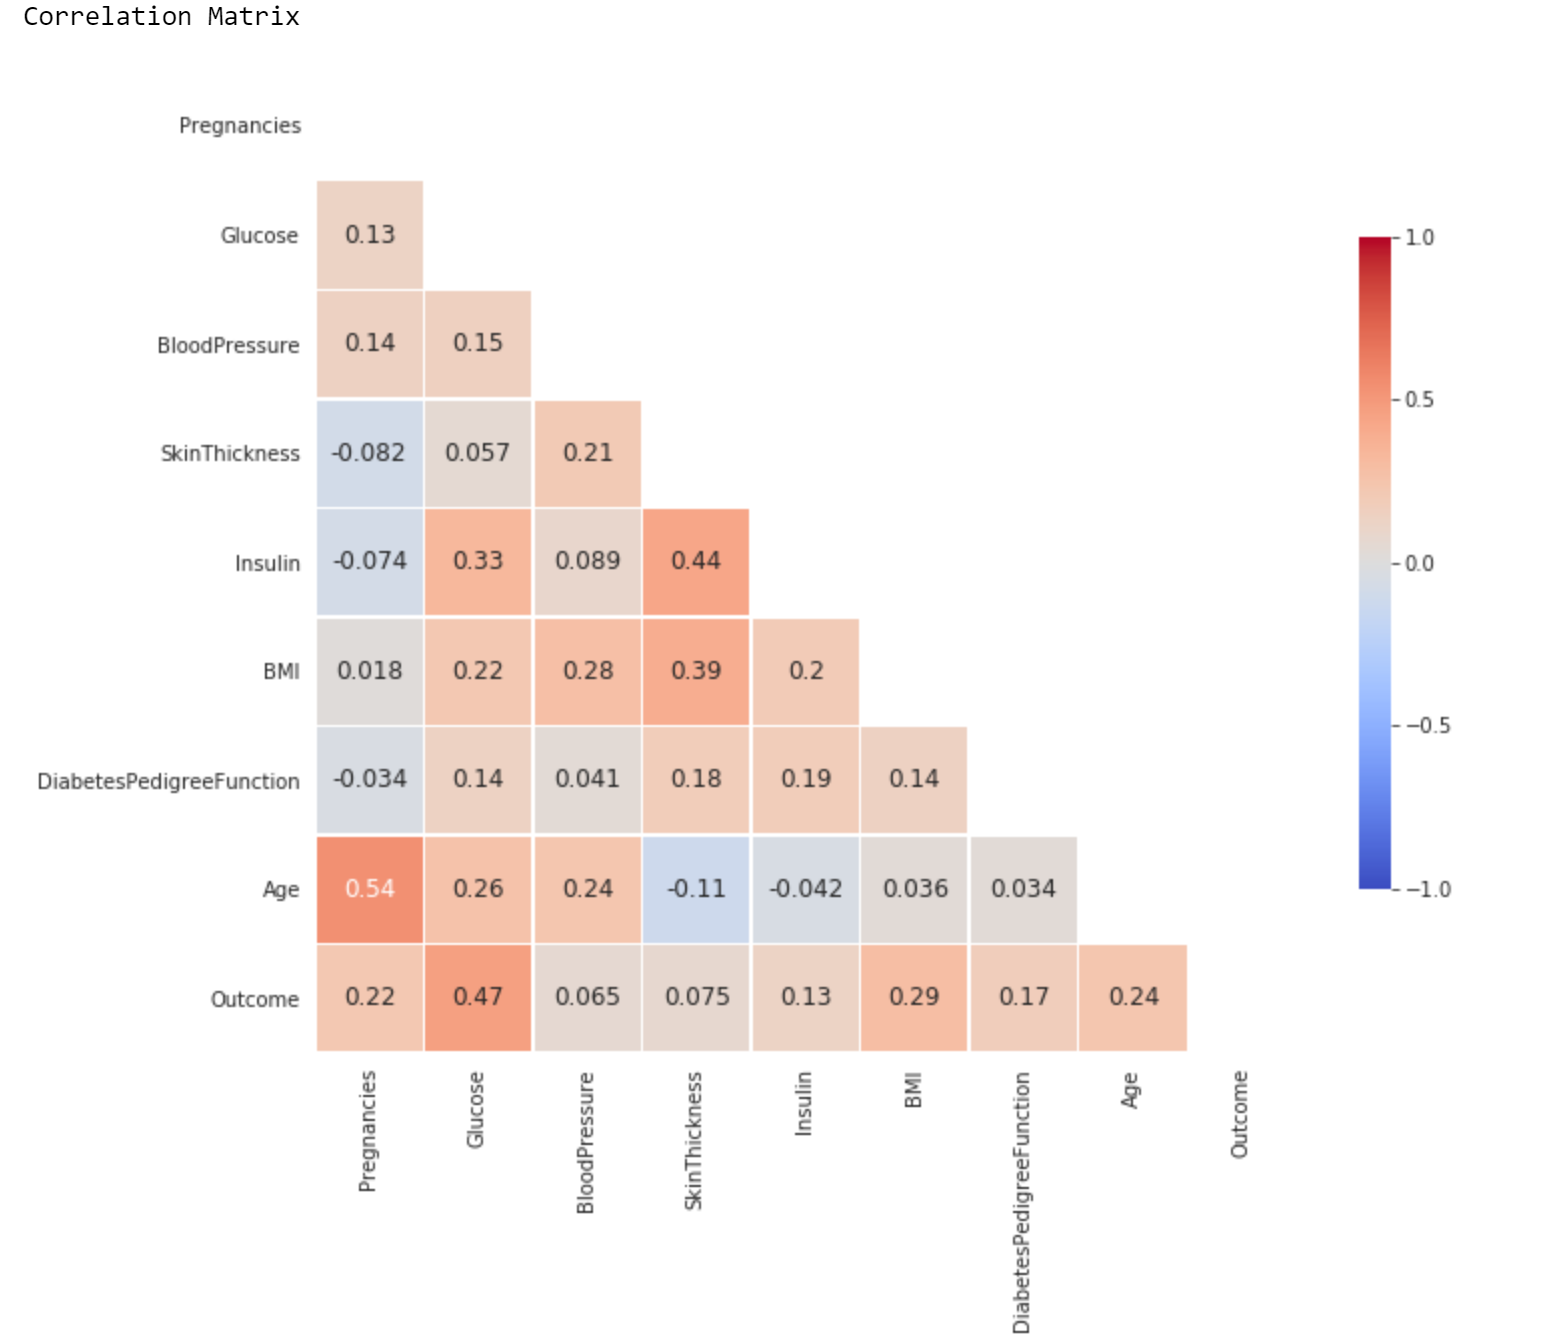 Correlation Matrix
Pregnancies
Glucose 0.13
BloodPressure 0.14 0.15
SkinThickness -0.082 0.057 0.21
Insulin -0.074 0.33 0.089 0.44
BMI 0.018 0.22 0.28 0.39 0.2
DiabetesPedigreeFunction -0.034 0.14 0.041 0.18 0.19 0.14
Age 0.54 0.26 0.24 -0.11 -0.042 0.036 0.034
Outcome 0.22 0.47 0.065 0.075 0.13 0.29 0.17 0.24
Pregnancies
Glucose
BloodPressure
SkinThickness
Insulin
BMI
DiabetesPedigreeFunction
Age
Outcome
1.0
0.5
0.0
−0.5
−1.0